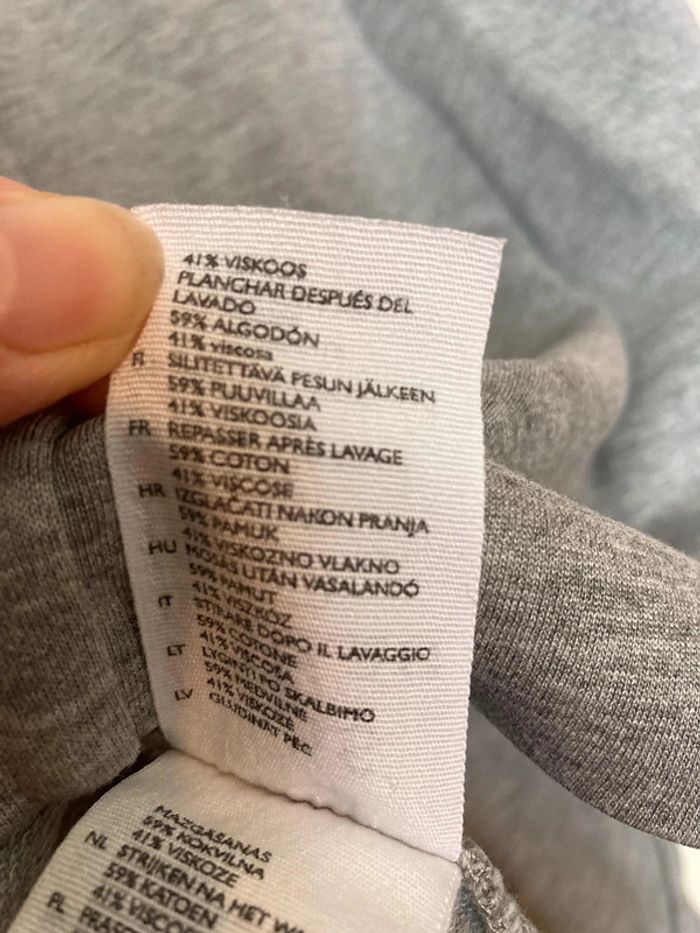 41% VISKOOS
PLANCHAR DESPUÉS DEL
LAVADO
59% ALGODÓN
41% viscosa
FI SILITETTÄVÄ PESUN JÄLKEEN
59% PUUVILLAA
41% VISKOOSIA
FR REPASSER APRÈS LAVAGE
59% COTON
41% VISCOSE
HR IZGLAČATI NAKON PRANJA
59% PAMUK
41% VISKOZNO VLAKNO
HU MOSÁS UTÁN VASALANDÓ
59% PAMUT
41% VISZKÓZ
IT STIRARE DOPO IL LAVAGGIO
59% COTONE
41% VISCOSA
LT LYGINTI PO SKALBIMO
59% MEDVILNĖ
41% VISKOZĖ
LV GLUDINAT PĒC
MAZGĀŠANAS
59% KOKVILNA
41% VISKOZE
NL STRIJKEN NA HET
59% KATOEN
41%
PL